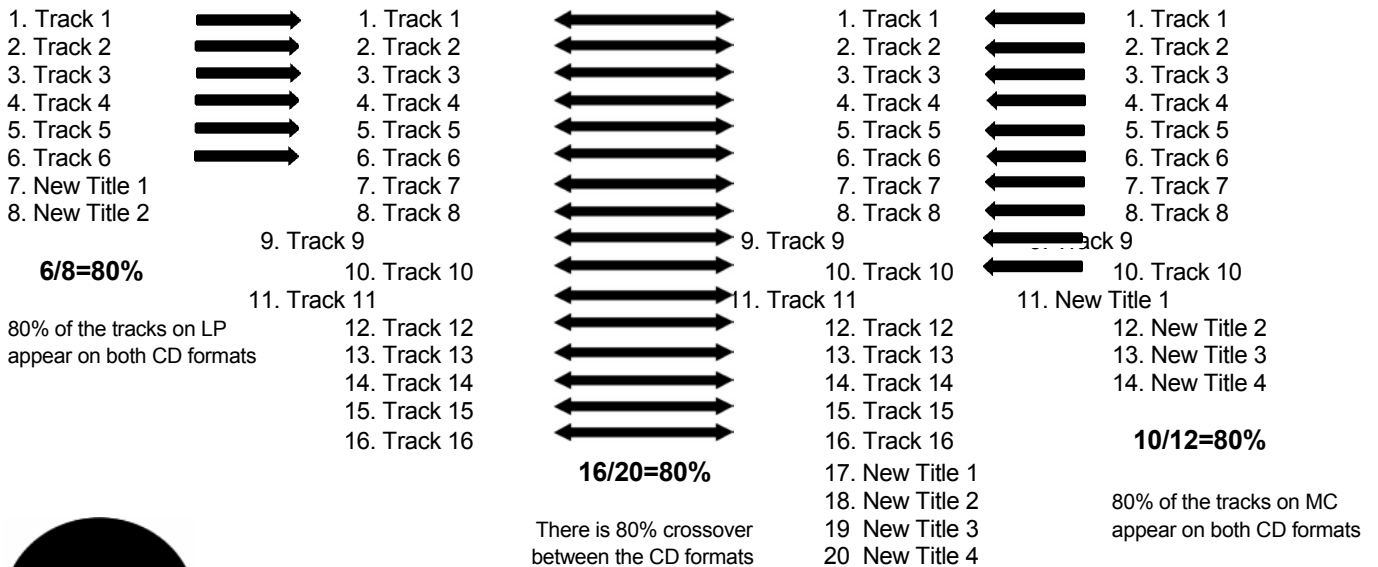 1. Track 1
2. Track 2
3. Track 3
4. Track 4
5. Track 5
6. Track 6
7. New Title 1
8. New Title 2
6/8=80%
80% of the tracks on LP
appear on both CD formats
1. Track 1
2. Track 2
3. Track 3
4. Track 4
5. Track 5
6. Track 6
7. Track 7
8. Track 8
9. Track 9
10. Track 10
11. Track 11
12. Track 12
13. Track 13
14. Track 14
15. Track 15
16. Track 16
16/20=80%
There is 80% crossover
between the CD formats
1. Track 1
2. Track 2
3. Track 3
4. Track 4
5. Track 5
6. Track 6
7. Track 7
8. Track 8
9. Track 9
10. Track 10
11. Track 11
12. Track 12
13. Track 13
14. Track 14
15. Track 15
16. Track 16
17. New Title 1
18. New Title 2
19 New Title 3
20 New Title 4
1. Track 1
2. Track 2
3. Track 3
4. Track 4
5. Track 5
6. Track 6
7. Track 7
8. Track 8
9. Track 9
10. Track 10
11. New Title 1
12. New Title 2
13. New Title 3
14. New Title 4
10/12=80%
80% of the tracks on MC
appear on both CD formats